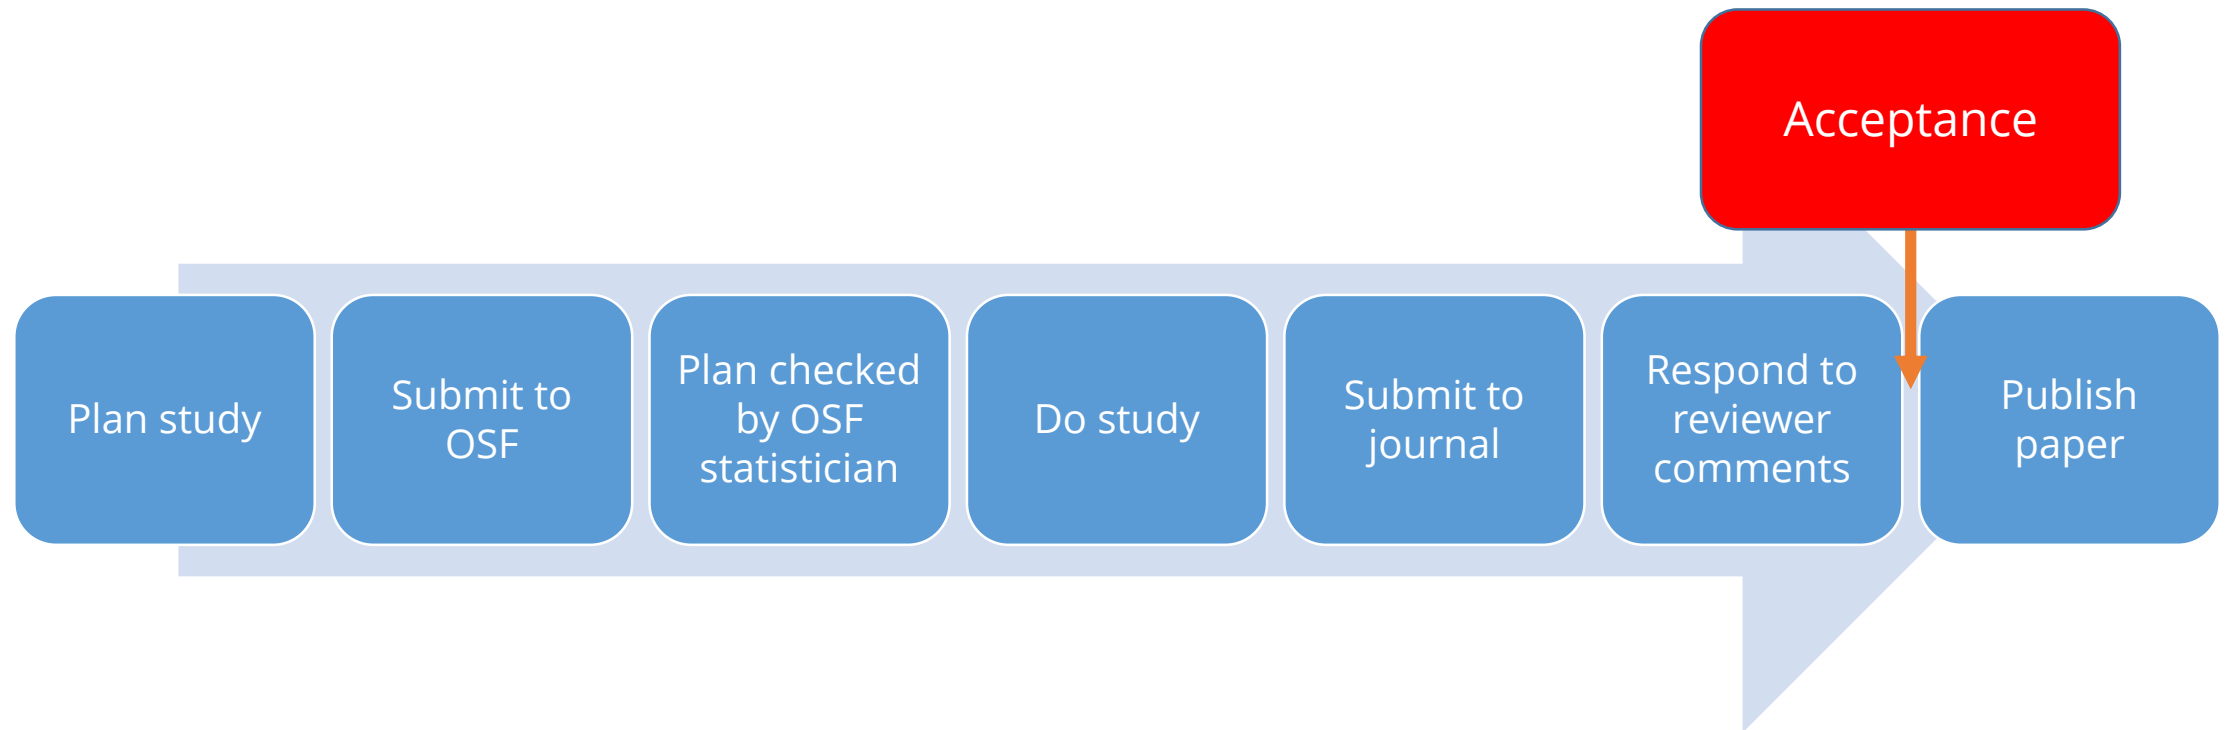 Acceptance
Plan study
Submit to
OSF
Plan checked
by OSF
statistician
Do study
Submit to
journal
Respond to
reviewer
comments
Publish
paper